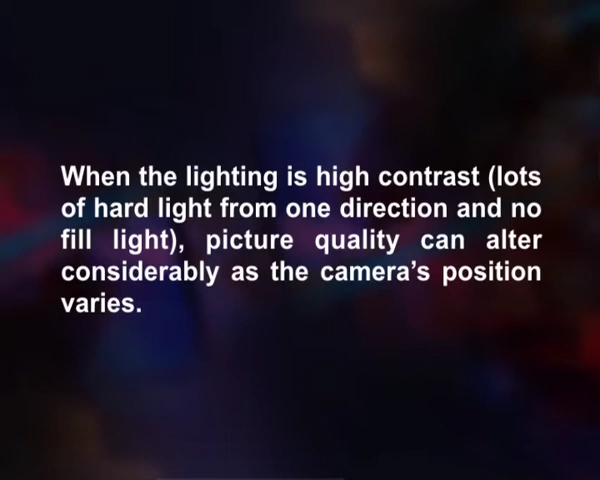 When the lighting is high contrast (lots
of hard light from one direction and no
fill light), picture quality can alter
considerably as the camera’s position
varies.